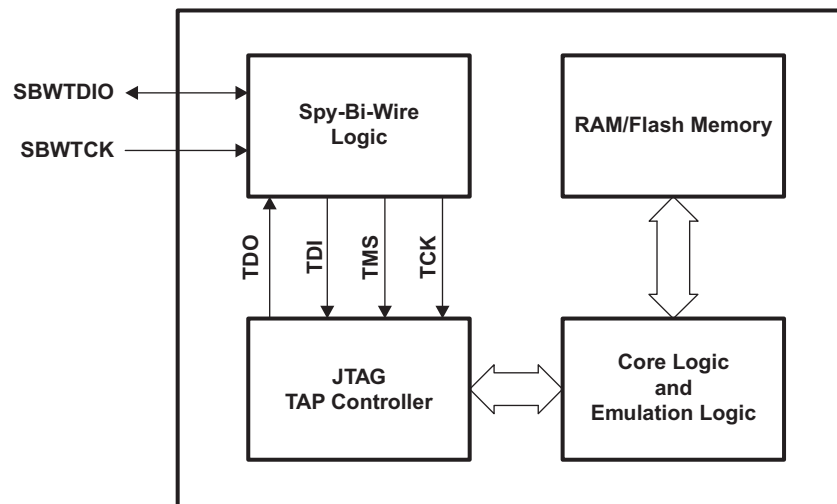 SBWTDIO
SBWTCK
Spy-Bi-Wire
Logic
RAM/Flash Memory
TDO
TDI
TMS
TCK
JTAG
TAP Controller
Core Logic
and
Emulation Logic